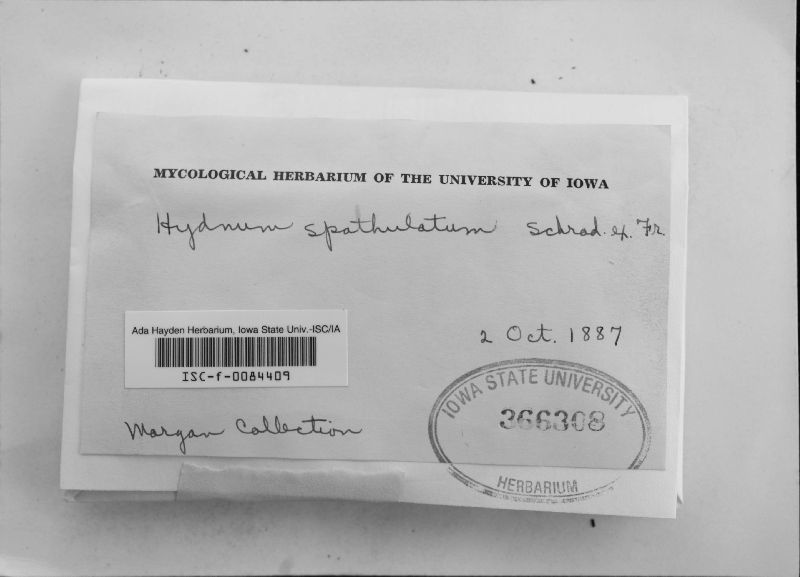 MYCOLOGICAL HERBARIUM OF THE UNIVERSITY OF IOWA
Hydnum spathulatum Schrad. ex. Fr.
Ada Hayden Herbarium, Iowa State Univ.-ISC/IA
ISC-f-0084409
2 Oct. 1887
IOWA STATE UNIVERSITY
366308
HERBARIUM
Morgan Collection